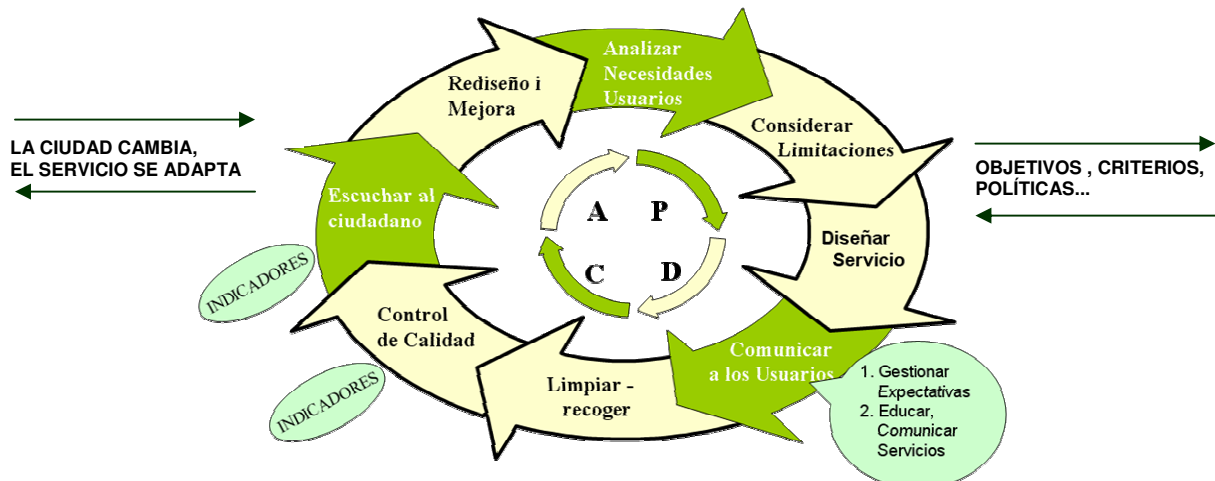 Analizar
Necesidades
Usuarios
Considerar
Limitaciones
Diseñar
Servicio
Comunicar
a los Usuarios
1. Gestionar
Expectativas
2. Educar,
Comunicar
Servicios
Limpiar -
recoger
Control
de Calidad
INDICADORES
INDICADORES
Escuchar al
ciudadano
Rediseño i
Mejora
A
P
C
D
LA CIUDAD CAMBIA,
EL SERVICIO SE ADAPTA
OBJETIVOS , CRITERIOS,
POLÍTICAS...